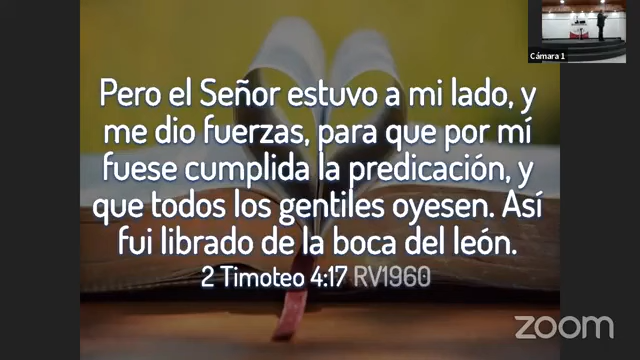 Pero el Señor estuvo a mi lado, y
me dio fuerzas, para que por mí
fuese cumplida la predicación, y
que todos los gentiles oyesen. Así
fui librado de la boca del león.
2 Timoteo 4:17 RV1960
Cámara 1
zoom